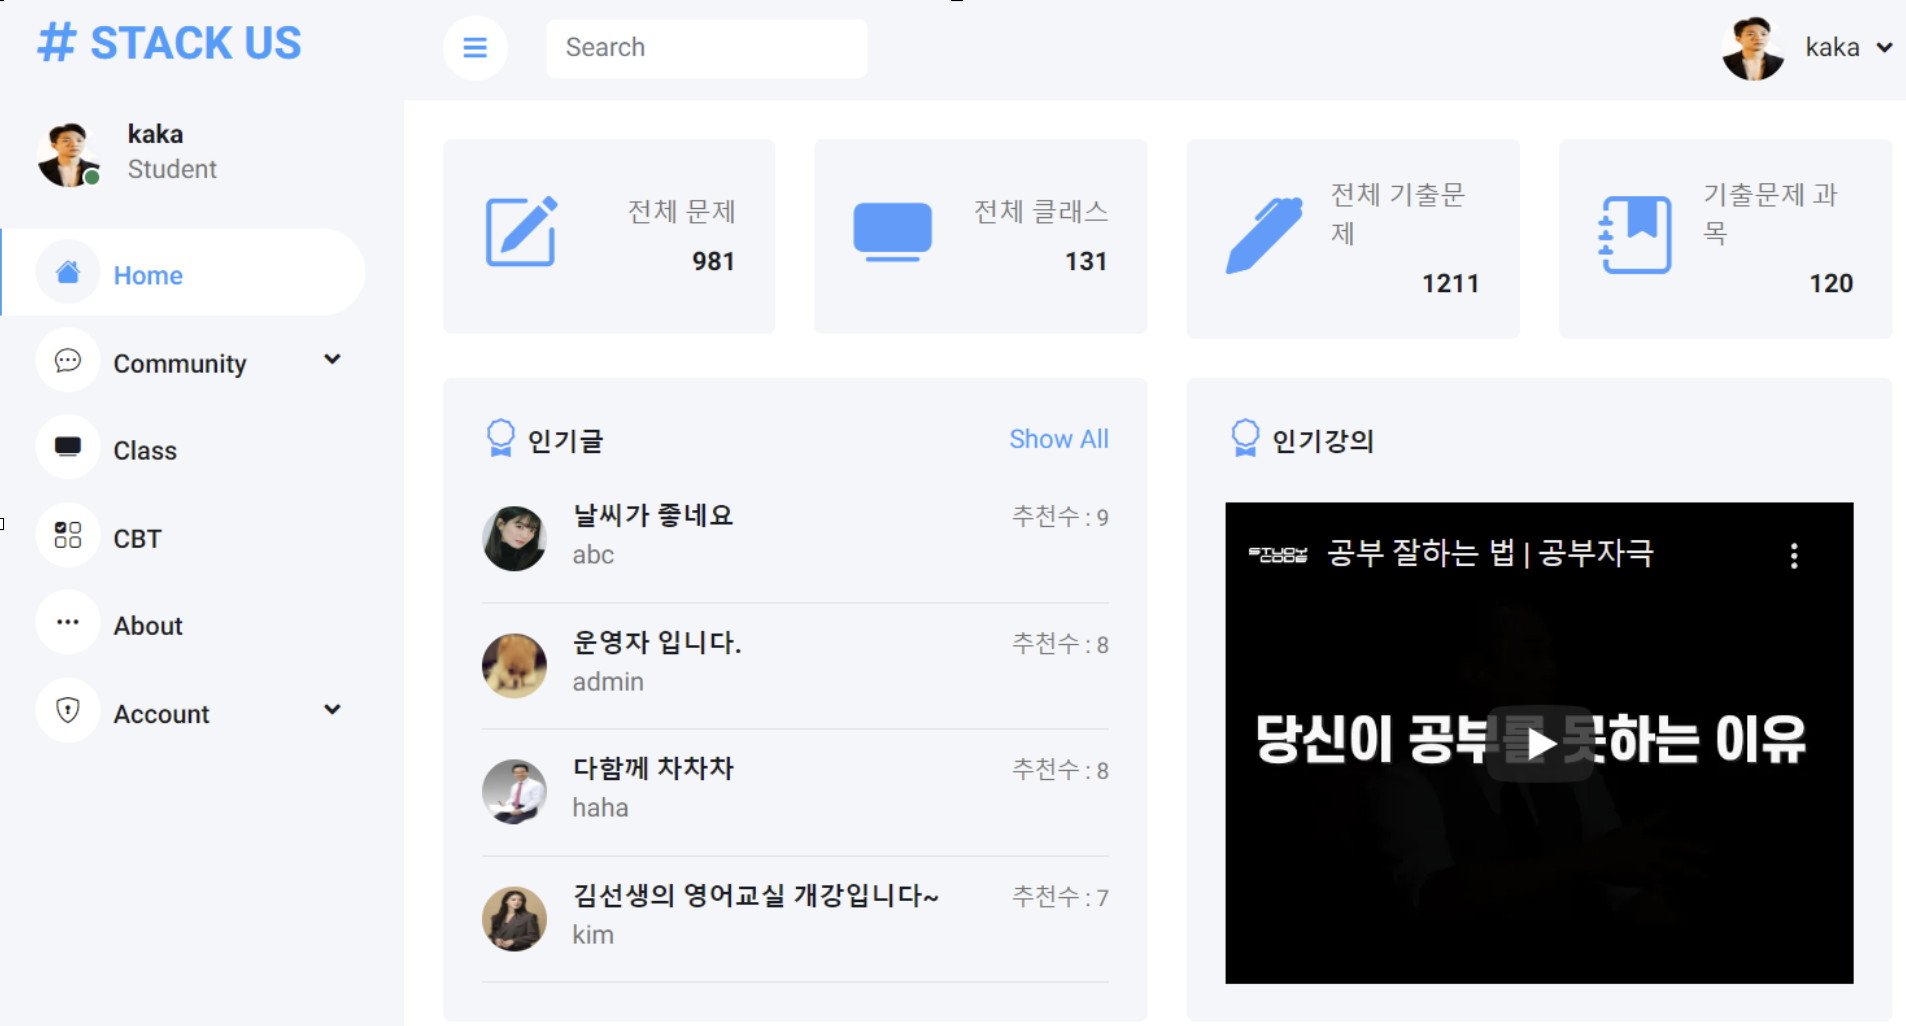 # STACK US
Search
kaka
kaka
Student
Home
Community
Class
CBT
About
Account
전체 문제
981
전체 클래스
131
전체 기출문
제
1211
기출문제 과
목
120
인기글
Show All
날씨가 좋네요
추천수 : 9
abc
운영자 입니다.
추천수 : 8
admin
다함께 차차차
추천수 : 8
haha
김선생의 영어교실 개강입니다~
추천수 : 7
kim
인기강의
STUDY
CODE
공부 잘하는 법 | 공부자극
당신이 공부를 못하는 이유